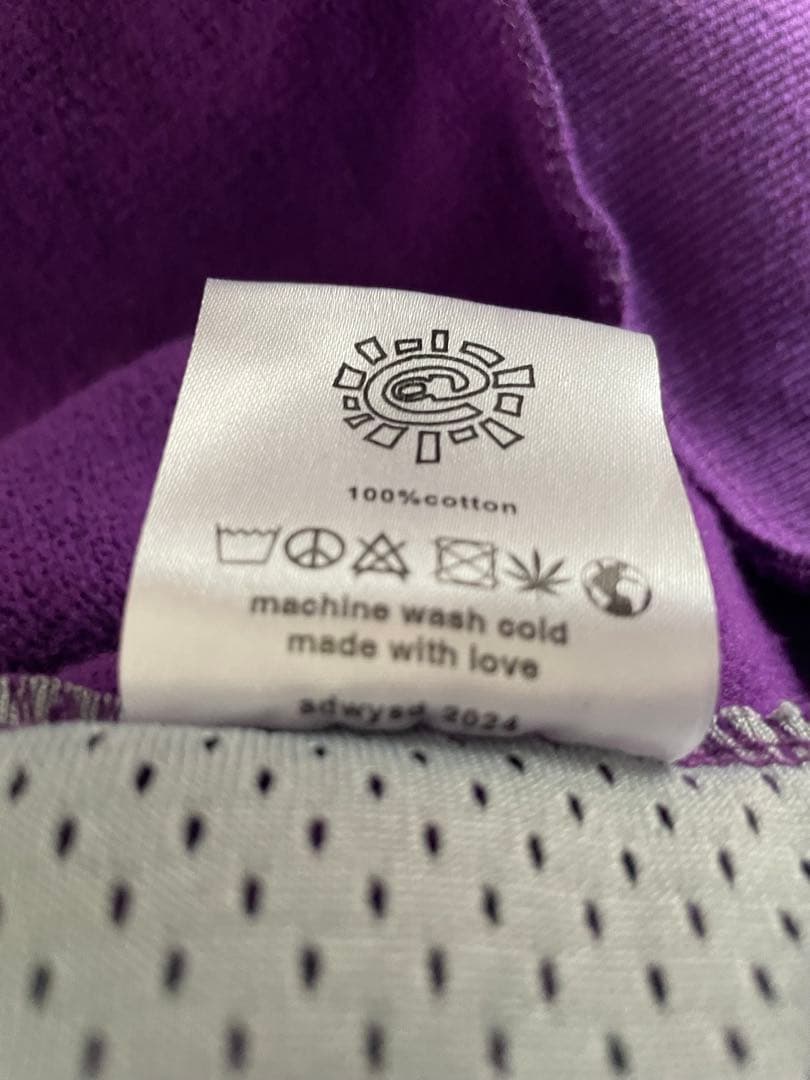 100%cotton
machine wash cold
made with love
adwysd 2024